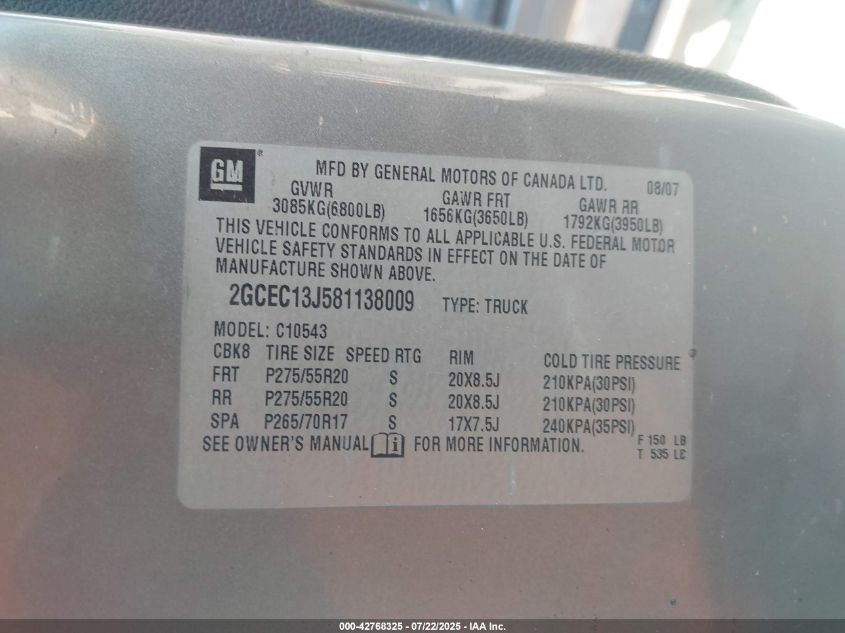 GM ® MFD BY GENERAL MOTORS OF CANADA LTD. 08/07
GVWR GAWR FRT GAWR RR
3085KG(6800LB) 1656KG(3650LB) 1792KG(3950LB)
THIS VEHICLE CONFORMS TO ALL APPLICABLE U.S. FEDERAL MOTOR
VEHICLE SAFETY STANDARDS IN EFFECT ON THE DATE OF
MANUFACTURE SHOWN ABOVE.
2GCEC13J581138009 TYPE: TRUCK
MODEL: C10543
CBK8 TIRE SIZE SPEED RTG RIM COLD TIRE PRESSURE
FRT P275/55R20 S 20X8.5J 210KPA(30PSI)
RR P275/55R20 S 20X8.5J 210KPA(30PSI)
SPA P265/70R17 S 17X7.5J 240KPA(35PSI)
SEE OWNER'S MANUAL i FOR MORE INFORMATION. F 150 LB
T 535 LB
000-42768325 - 07/22/2025 - IAA Inc.